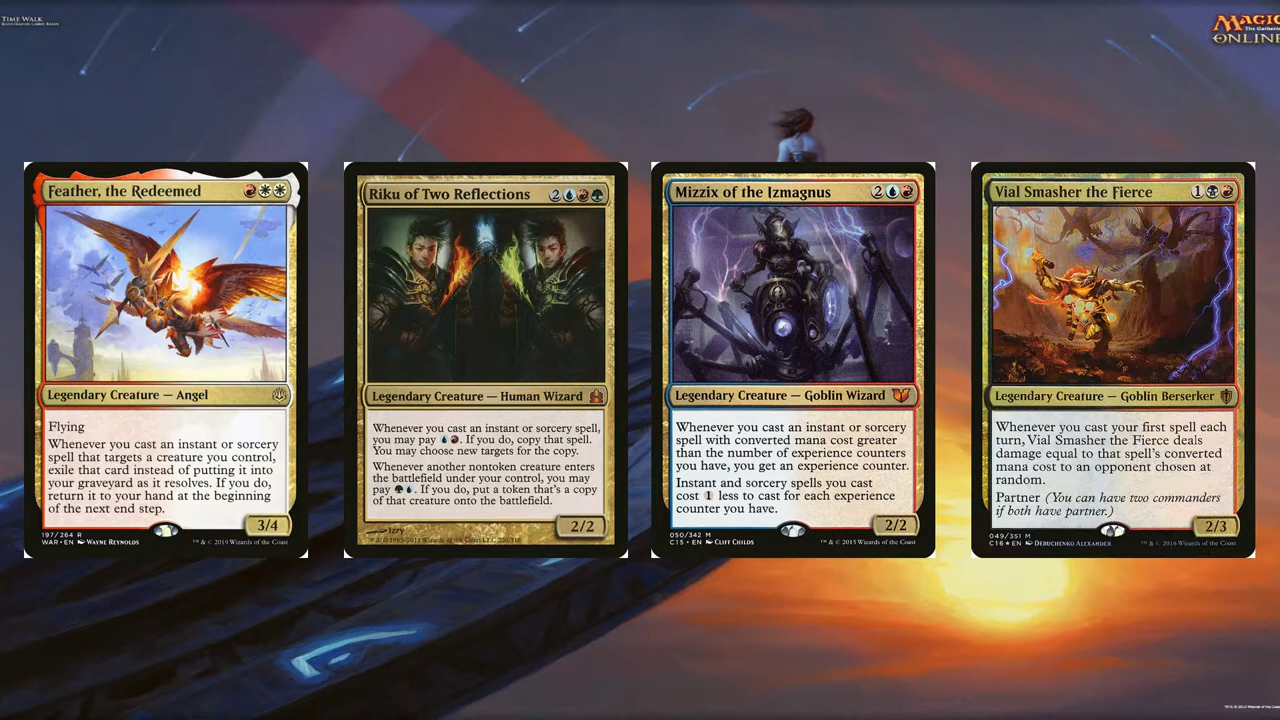 TIME WALK
MAGIC
The Gathering
ONLINE
Feather, the Redeemed
Legendary Creature — Angel
Flying
Whenever you cast an instant or sorcery
spell that targets a creature you control,
exile that card instead of putting it into
your graveyard as it resolves. If you do,
return it to your hand at the beginning
of the next end step.
3/4
197/264 R
WAR • EN WAYNE REYNOLDS
™ & © 2019 Wizards of the Coast
Riku of Two Reflections
2
Legendary Creature — Human Wizard
Whenever you cast an instant or sorcery spell,
you may pay . If you do, copy that spell.
You may choose new targets for the copy.
Whenever another nontoken creature enters
the battlefield under your control, you may
pay . If you do, put a token that's a copy
of that creature onto the battlefield.
2/2
Izzy
Mizzix of the Izmagnus
2
Legendary Creature — Goblin Wizard
Whenever you cast an instant or sorcery
spell with converted mana cost greater
than the number of experience counters
you have, you get an experience counter.
Instant and sorcery spells you cast
cost 1 less to cast for each experience
counter you have.
2/2
050/342 M
C15 • EN CLIFF CHILDS
™ & © 2015 Wizards of the Coast
Vial Smasher the Fierce
1
Legendary Creature — Goblin Berserker
Whenever you cast your first spell each
turn, Vial Smasher the Fierce deals
damage equal to that spell's converted
mana cost to an opponent chosen at
random.
Partner (You can have two commanders
if both have partner.)
2/3
049/351 M
C16 ★ EN DERUCHENKO ALEXANDER
™ & © 2016 Wizards of the Coast